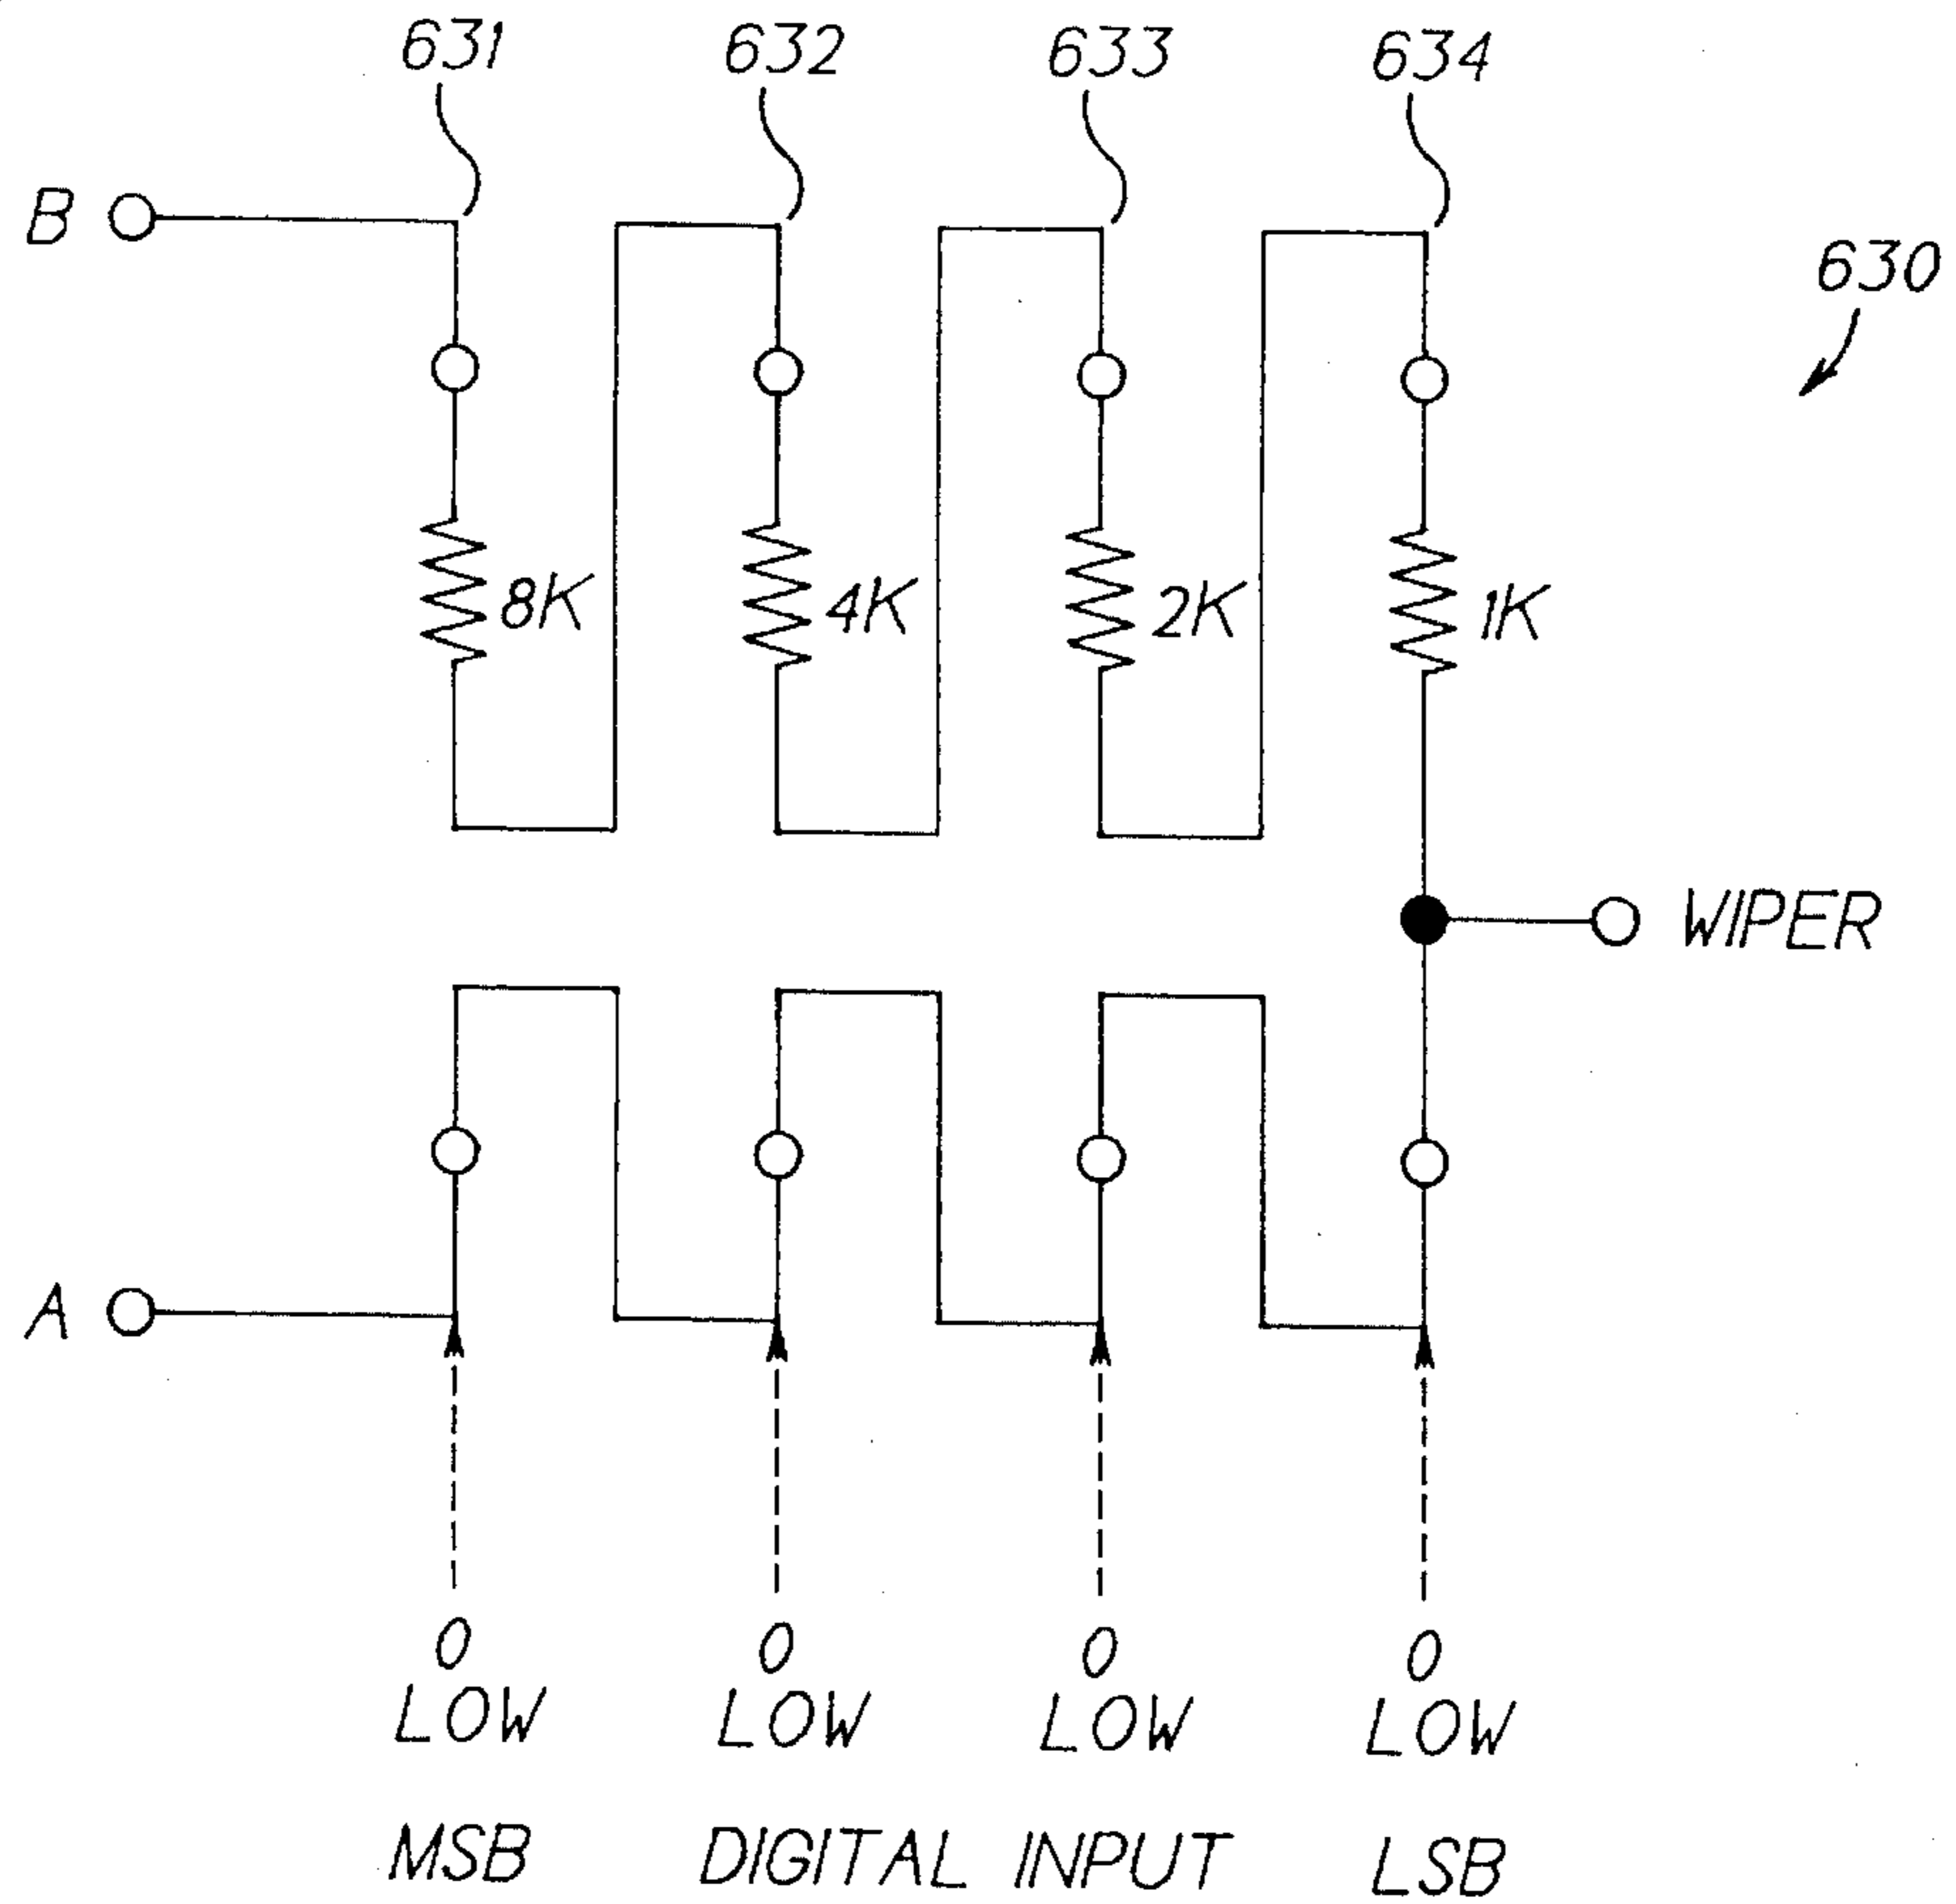 631 632 633 634
B
630
8K 4K 2K 1K
WIPER
A
0 0 0 0
LOW LOW LOW LOW
MSB DIGITAL INPUT LSB